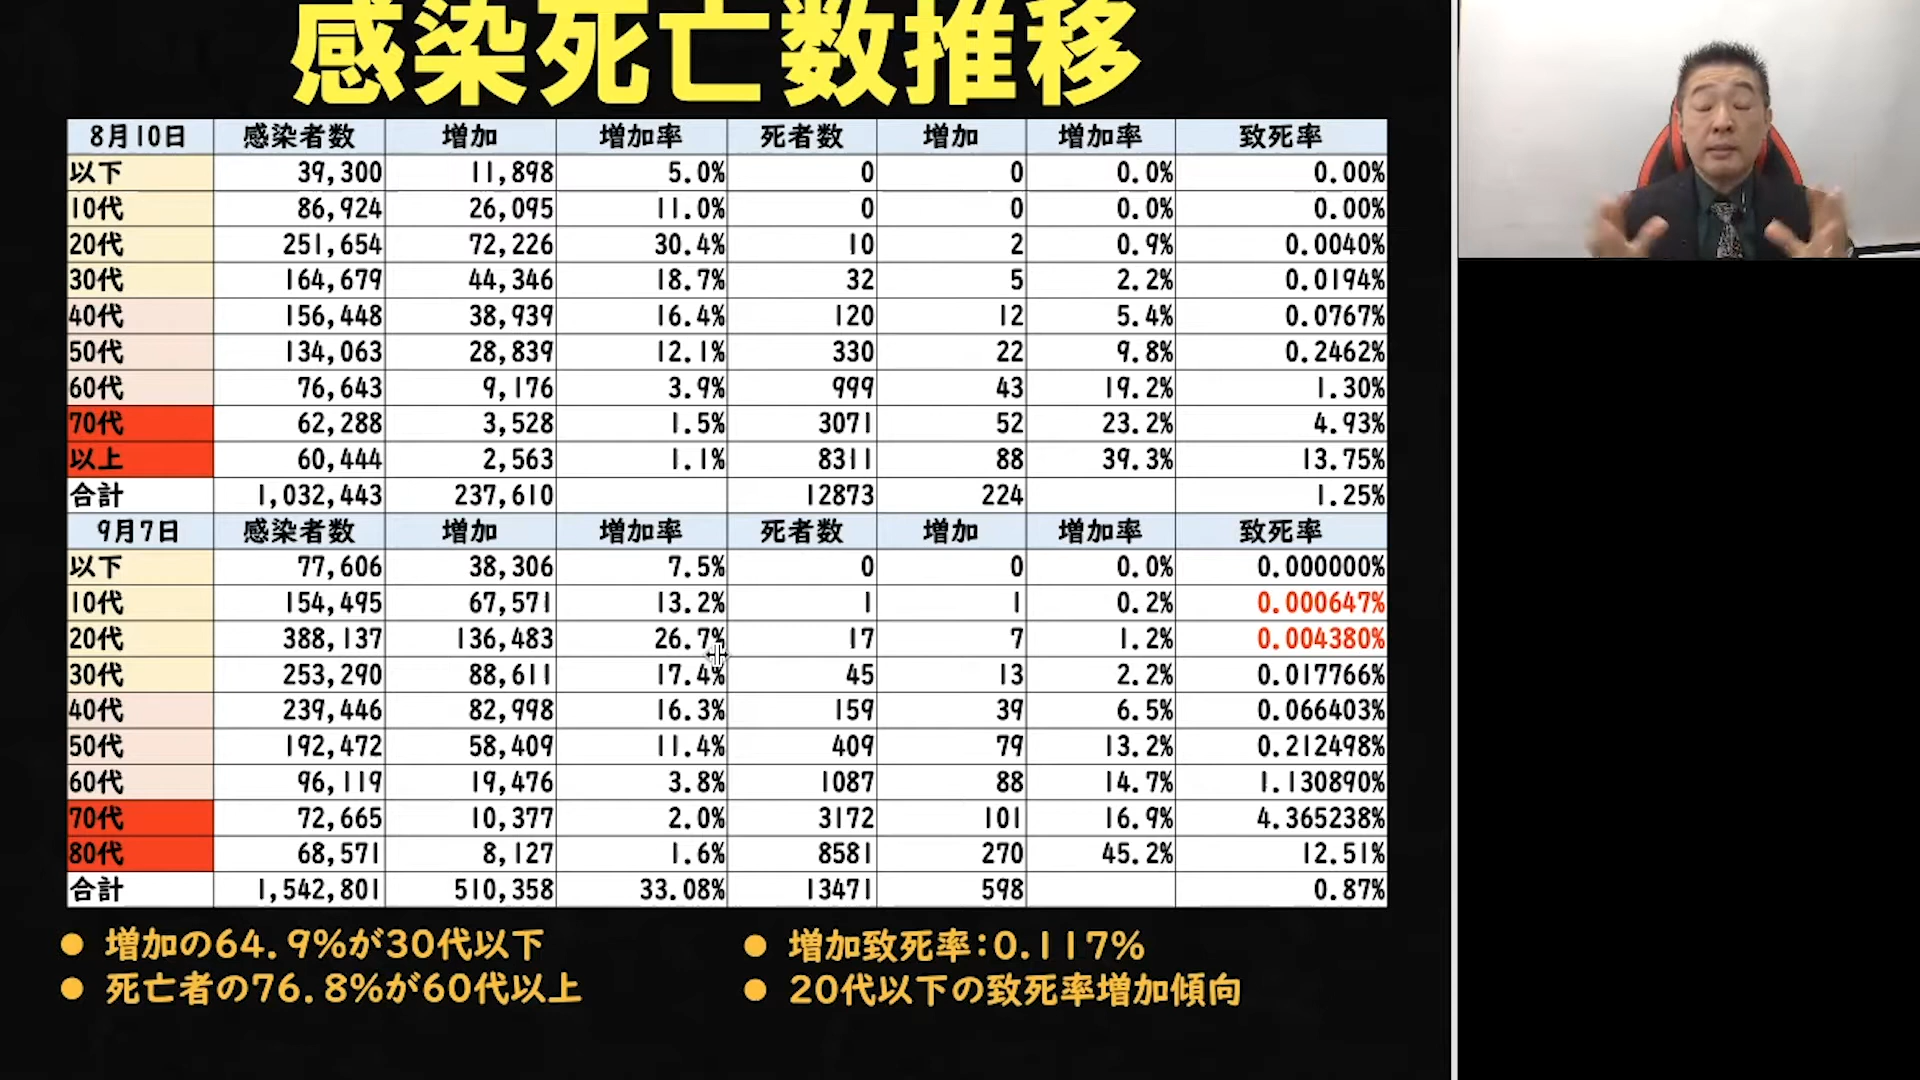 感染死亡数推移
8月10日 感染者数 増加 増加率 死者数 増加 増加率 致死率
以下 39,300 11,898 5.0% 0 0 0.0% 0.00%
10代 86,924 26,095 11.0% 0 0 0.0% 0.00%
20代 251,654 72,226 30.4% 10 2 0.9% 0.0040%
30代 164,679 44,346 18.7% 32 5 2.2% 0.0194%
40代 156,448 38,939 16.4% 120 12 5.4% 0.0767%
50代 134,063 28,839 12.1% 330 22 9.8% 0.2462%
60代 76,643 9,176 3.9% 999 43 19.2% 1.30%
70代 62,288 3,528 1.5% 3071 52 23.2% 4.93%
以上 60,444 2,563 1.1% 8311 88 39.3% 13.75%
合計 1,032,443 237,610 12873 224 1.25%
9月7日 感染者数 増加 増加率 死者数 増加 増加率 致死率
以下 77,606 38,306 7.5% 0 0 0.0% 0.000000%
10代 154,495 67,571 13.2% 1 1 0.2% 0.000647%
20代 388,137 136,483 26.7% 17 7 1.2% 0.004380%
30代 253,290 88,611 17.4% 45 13 2.2% 0.017766%
40代 239,446 82,998 16.3% 159 39 6.5% 0.066403%
50代 192,472 58,409 11.4% 409 79 13.2% 0.212498%
60代 96,119 19,476 3.8% 1087 88 14.7% 1.130890%
70代 72,665 10,377 2.0% 3172 101 16.9% 4.365238%
80代 68,571 8,127 1.6% 8581 270 45.2% 12.51%
合計 1,542,801 510,358 33.08% 13471 598 0.87%
● 増加の64.9%が30代以下
● 死亡者の76.8%が60代以上
● 増加致死率:0.117%
● 20代以下の致死率増加傾向